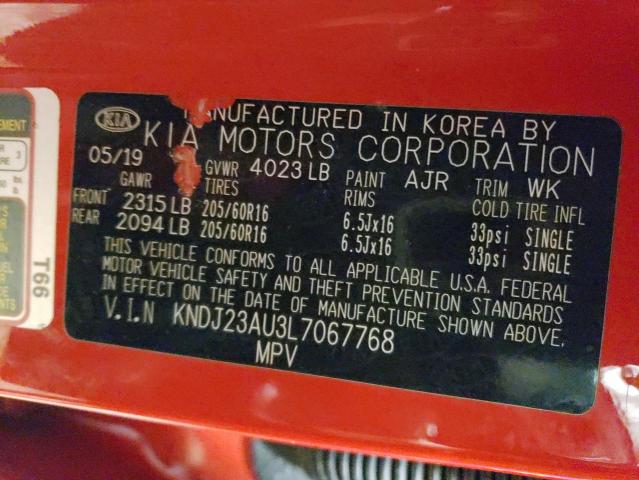 KIA MANUFACTURED IN KOREA BY
KIA MOTORS CORPORATION
05/19 GVWR 4023 LB PAINT AJR TRIM WK
GAWR TIRES RIMS COLD TIRE INFL
FRONT 2315 LB 205/60R16 6.5Jx16 33psi SINGLE
REAR 2094 LB 205/60R16 6.5Jx16 33psi SINGLE
THIS VEHICLE CONFORMS TO ALL APPLICABLE U.S.A. FEDERAL
MOTOR VEHICLE SAFETY AND THEFT PREVENTION STANDARDS
IN EFFECT ON THE DATE OF MANUFACTURE SHOWN ABOVE.
V.I.N KNDJ23AU3L7067768
MPV
T66